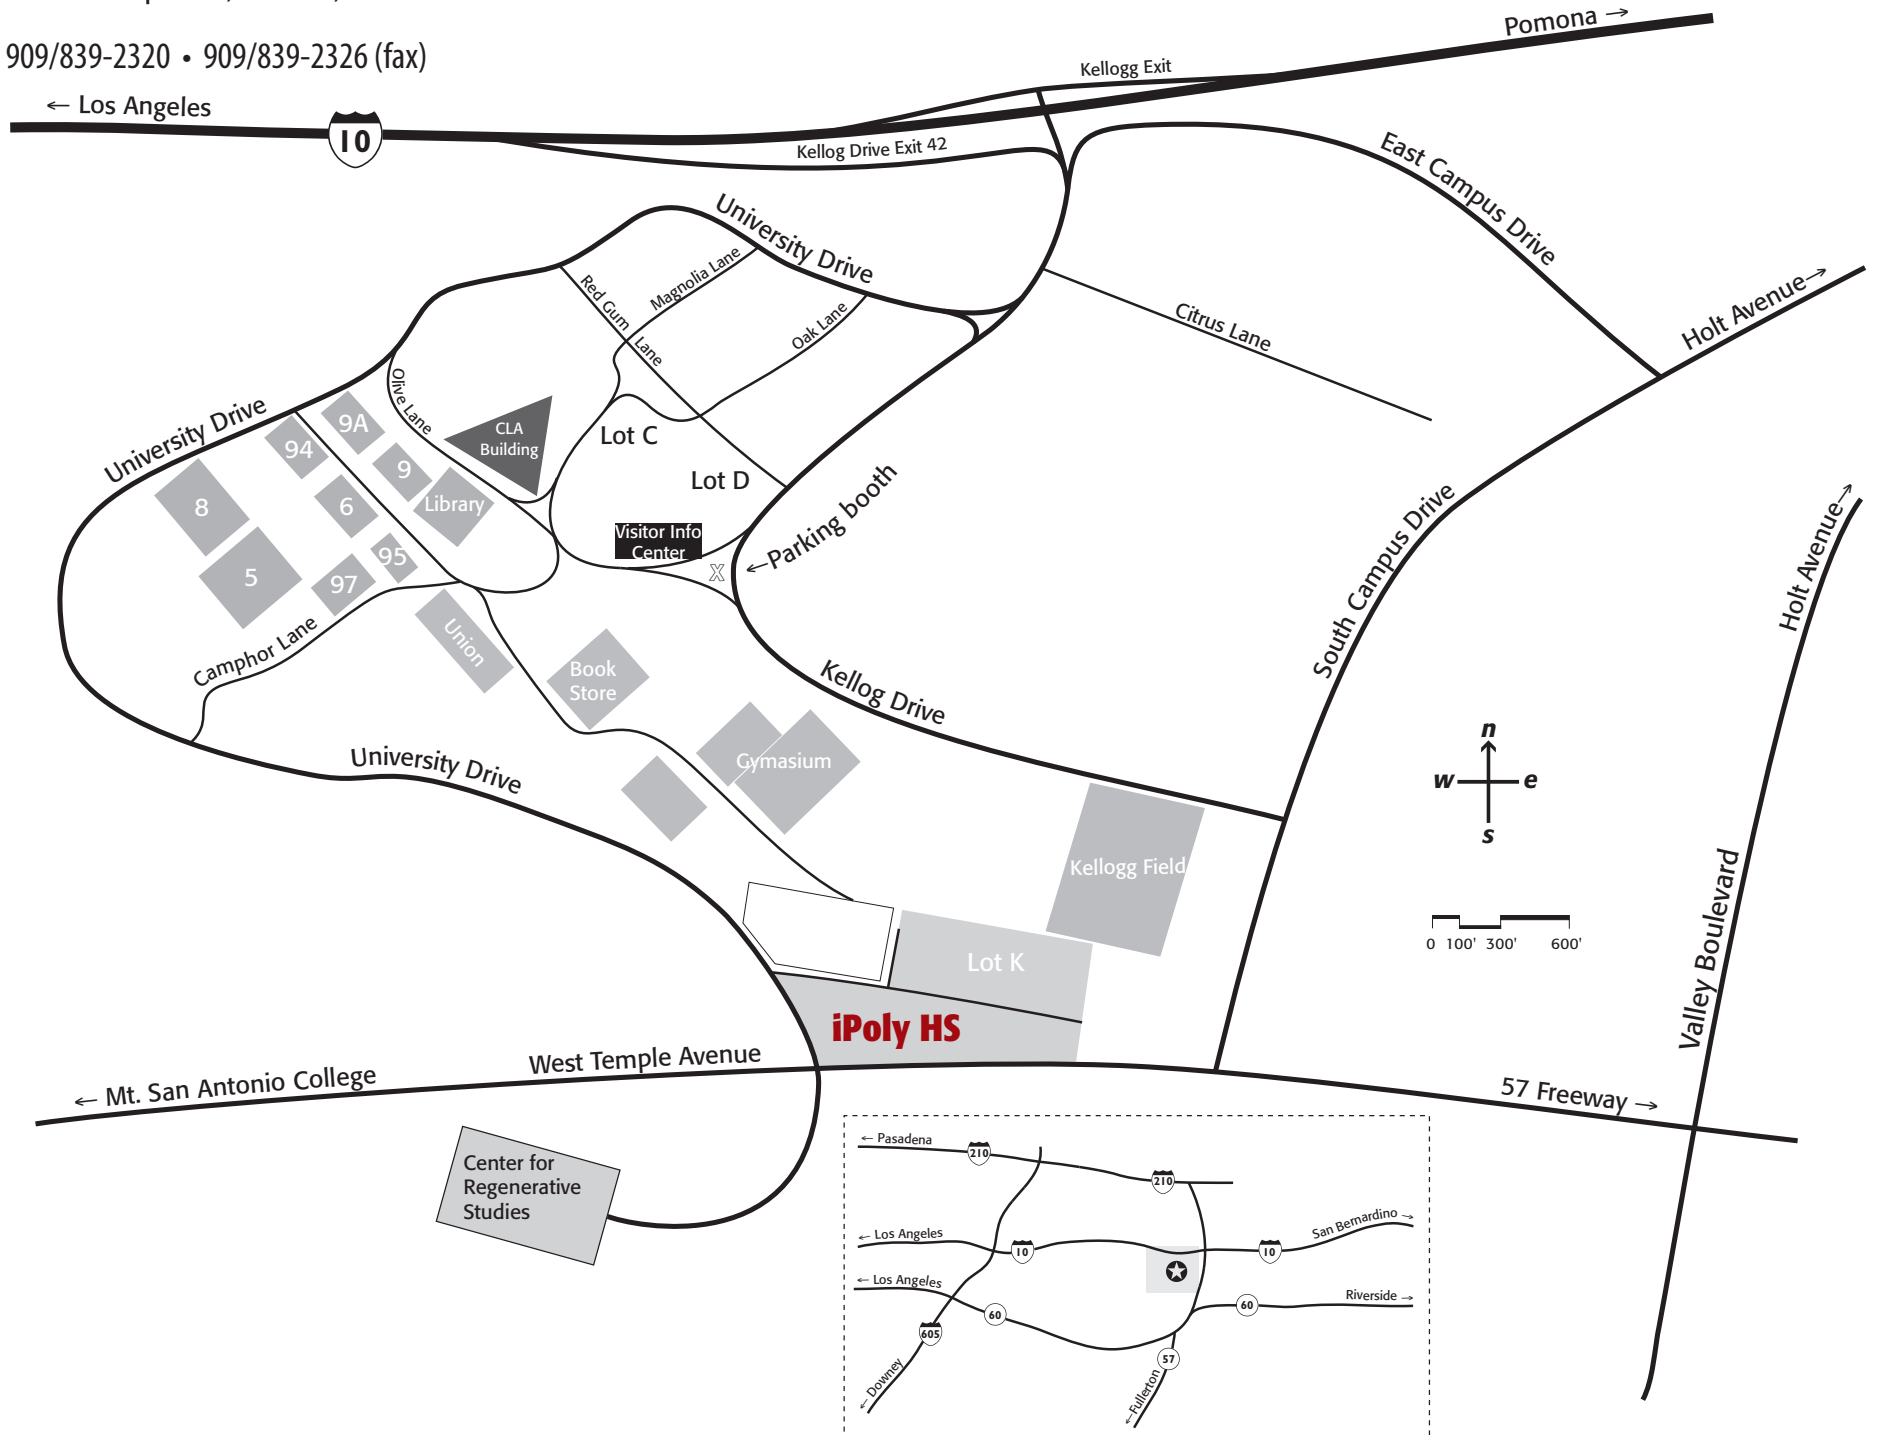 909/839-2320 • 909/839-2326 (fax)
Pomona →
Kellogg Exit
← Los Angeles
10
Kellog Drive Exit 42
East Campus Drive
University Drive
Magnolia Lane
Red Gum Lane
Oak Lane
Citrus Lane
Holt Avenue→
Olive Lane
University Drive
9A
94
CLA
Building
Lot C
9
Lot D
Library
8
6
←Parking booth
Visitor Info
Center
X
95
5
97
South Campus Drive
Holt Avenue→
Camphor Lane
Union
Book
Store
Kellog Drive
University Drive
Gymasium
n
w
e
s
Kellogg Field
Valley Boulevard
0 100' 300' 600'
Lot K
iPoly HS
West Temple Avenue
← Mt. San Antonio College
57 Freeway →
Center for
Regenerative
Studies
← Pasadena
210
210
← Los Angeles
10
10
San Bernardino →
← Los Angeles
60
60
Riverside →
605
57
← Downey
←Fullerton